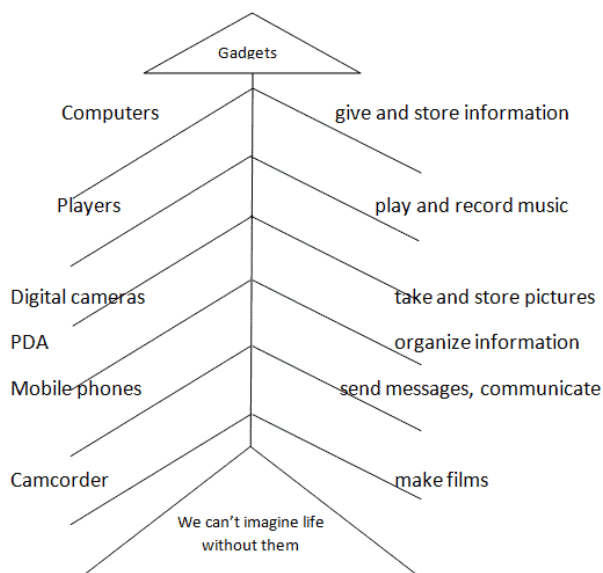 Gadgets
Computers
give and store information
Players
play and record music
Digital cameras
take and store pictures
PDA
organize information
Mobile phones
send messages, communicate
Camcorder
make films
We can’t imagine life
without them